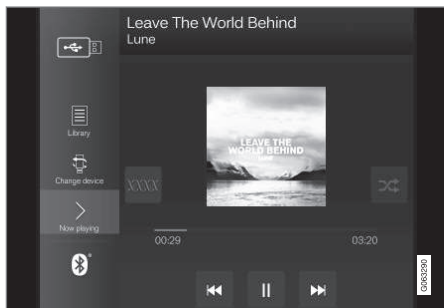 Leave The World Behind
Lune
LEAVE THE
WORLD BEHIND
LUNE
Library
Change device
XXXX
Now playing
00:29
03:20
G063290